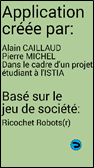 Application
créée par:
Alain CAILLAUD
Pierre MICHEL
Dans le cadre d'un projet
étudiant à l'ISTIA
Basé sur le
jeu de société:
Ricochet Robots(r)